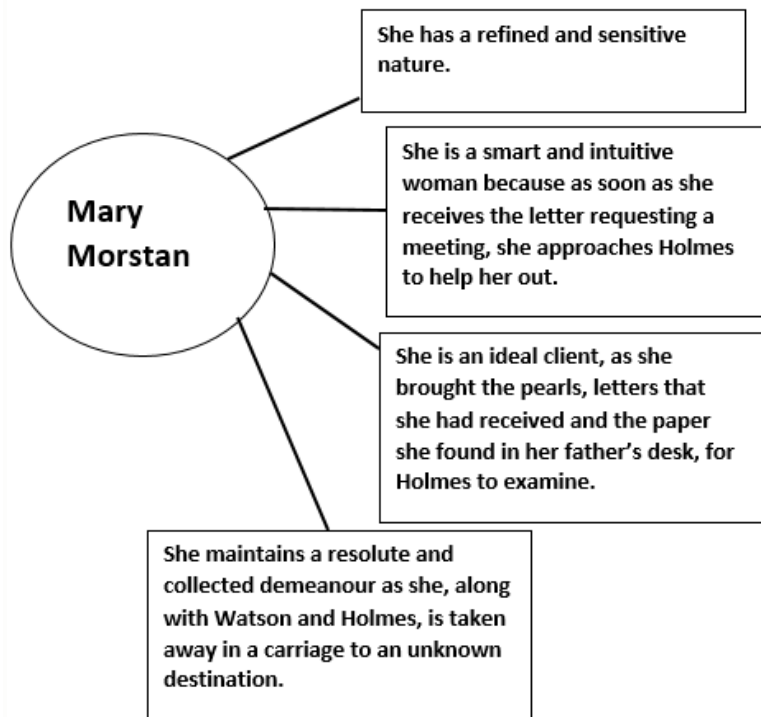 She has a refined and sensitive
nature.
Mary
Morstan
She is a smart and intuitive
woman because as soon as she
receives the letter requesting a
meeting, she approaches Holmes
to help her out.
She is an ideal client, as she
brought the pearls, letters that
she had received and the paper
she found in her father’s desk, for
Holmes to examine.
She maintains a resolute and
collected demeanour as she, along
with Watson and Holmes, is taken
away in a carriage to an unknown
destination.